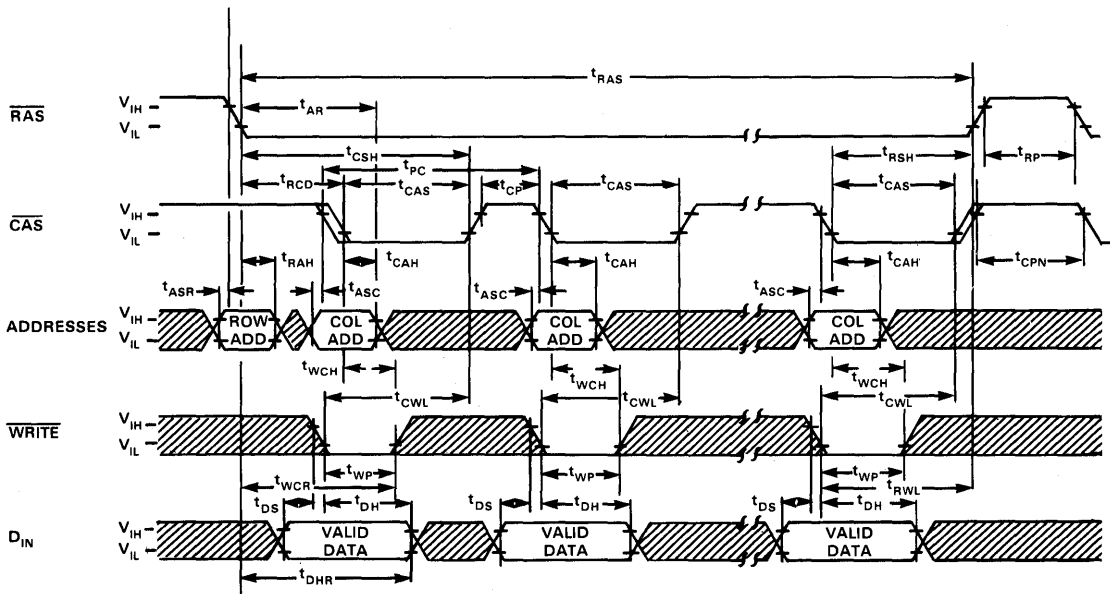 tRAS
RAS
VIH
VIL
tAR
tCSH
tPC
tRSH
tRP
tRCD
tCAS
tCP
tCAS
tCAS
CAS
VIH
VIL
tRAH
tCAH
tCAH
tCAH
tCPN
tASR
tASC
tASC
tASC
ADDRESSES
VIH
VIL
ROW ADD
COL ADD
COL ADD
COL ADD
tWCH
tWCH
tWCH
tCWL
tCWL
tCWL
WRITE
VIH
VIL
tWP
tWP
tWP
tWCR
tRWL
tDS
tDH
tDS
tDH
tDS
tDH
DIN
VIH
VIL
VALID DATA
VALID DATA
VALID DATA
tDHR